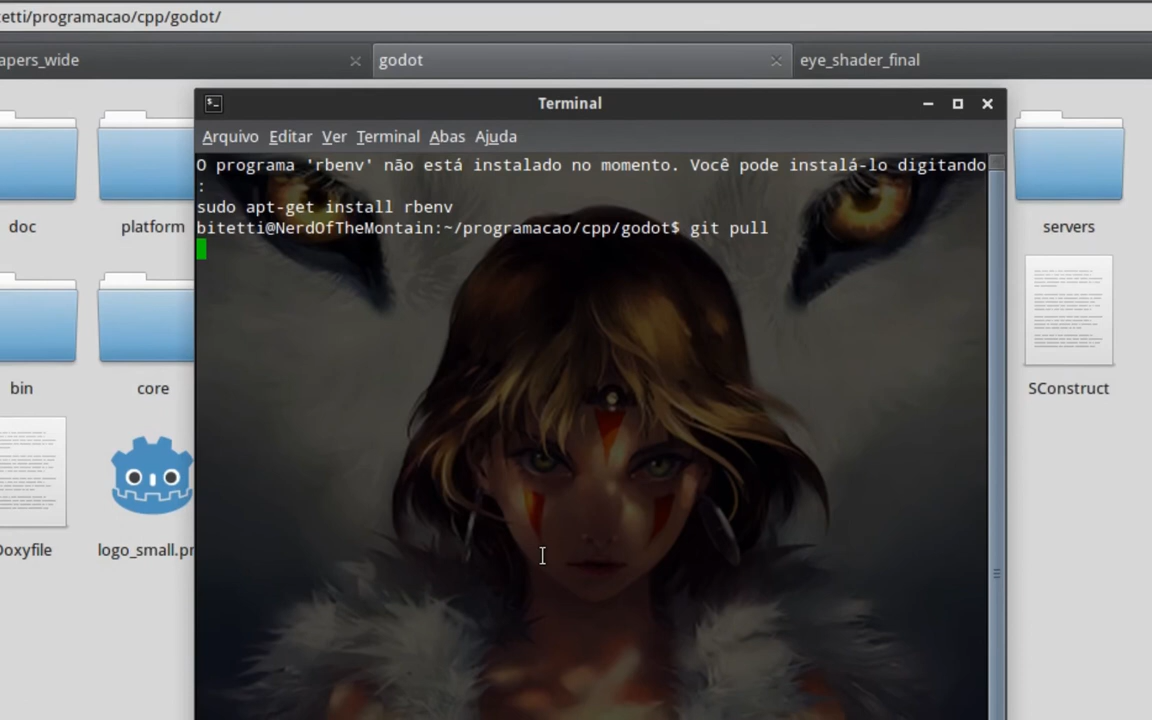 etti/programacao/cpp/godot/
apers_wide
godot
eye_shader_final
Terminal
Arquivo Editar Ver Terminal Abas Ajuda
O programa 'rbenv' não está instalado no momento. Você pode instalá-lo digitando
:
sudo apt-get install rbenv
bitetti@NerdOfTheMontain:~/programacao/cpp/godot$ git pull
doc
platform
servers
bin
core
SConstruct
Doxyfile
logo_small.pn